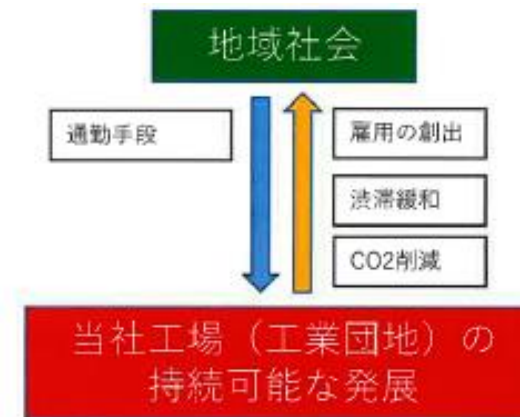 地域社会
通勤手段
雇用の創出
渋滞緩和
CO2削減
当社工場（工業団地）の
持続可能な発展